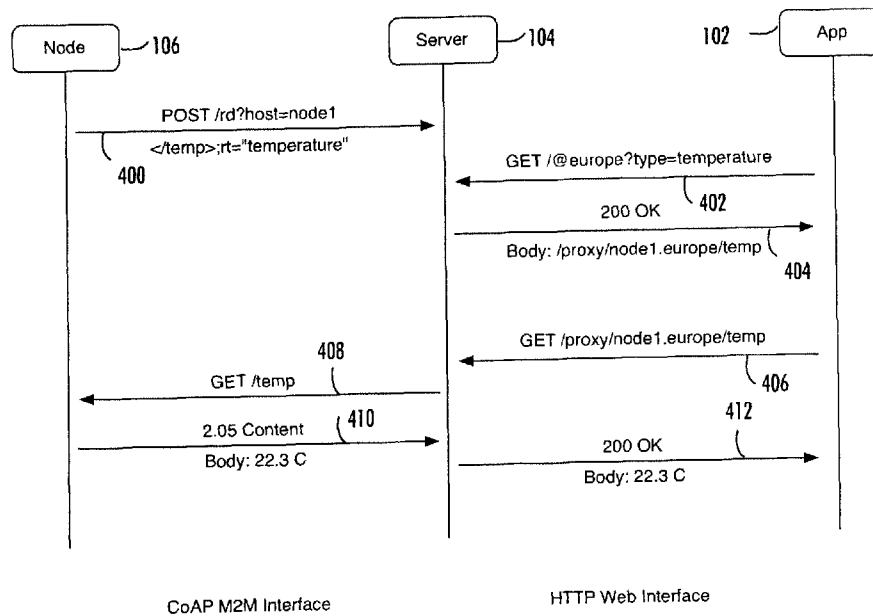 Node
106
Server
104
102
App
POST /rd?host=node1
</temp>;rt="temperature"
400
GET /@europe?type=temperature
402
200 OK
Body: /proxy/node1.europe/temp
404
GET /proxy/node1.europe/temp
406
408
GET /temp
2.05 Content
410
Body: 22.3 C
412
200 OK
Body: 22.3 C
CoAP M2M Interface
HTTP Web Interface